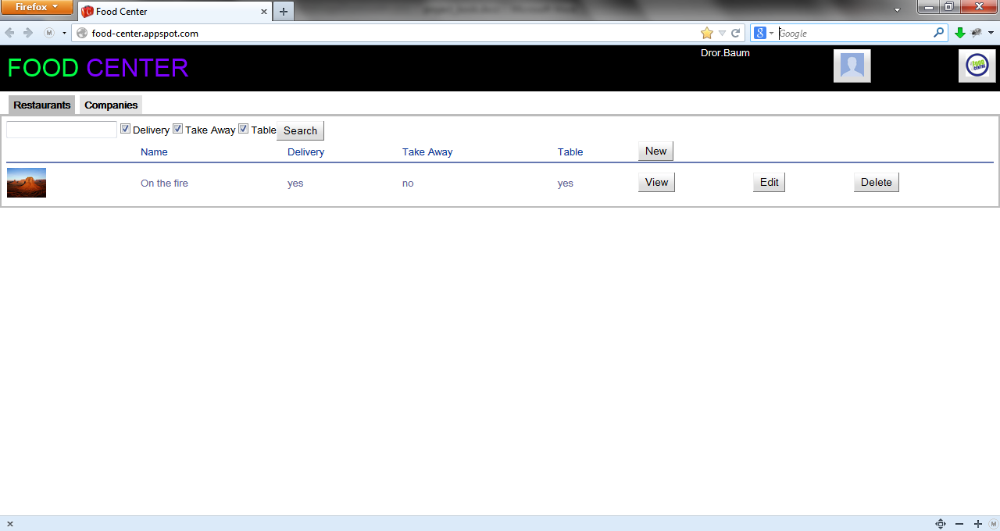 Firefox
Food Center
food-center.appspot.com
Google
FOOD CENTER
Dror.Baum
Restaurants Companies
Delivery Take Away Table Search
Name Delivery Take Away Table New
On the fire yes no yes View Edit Delete